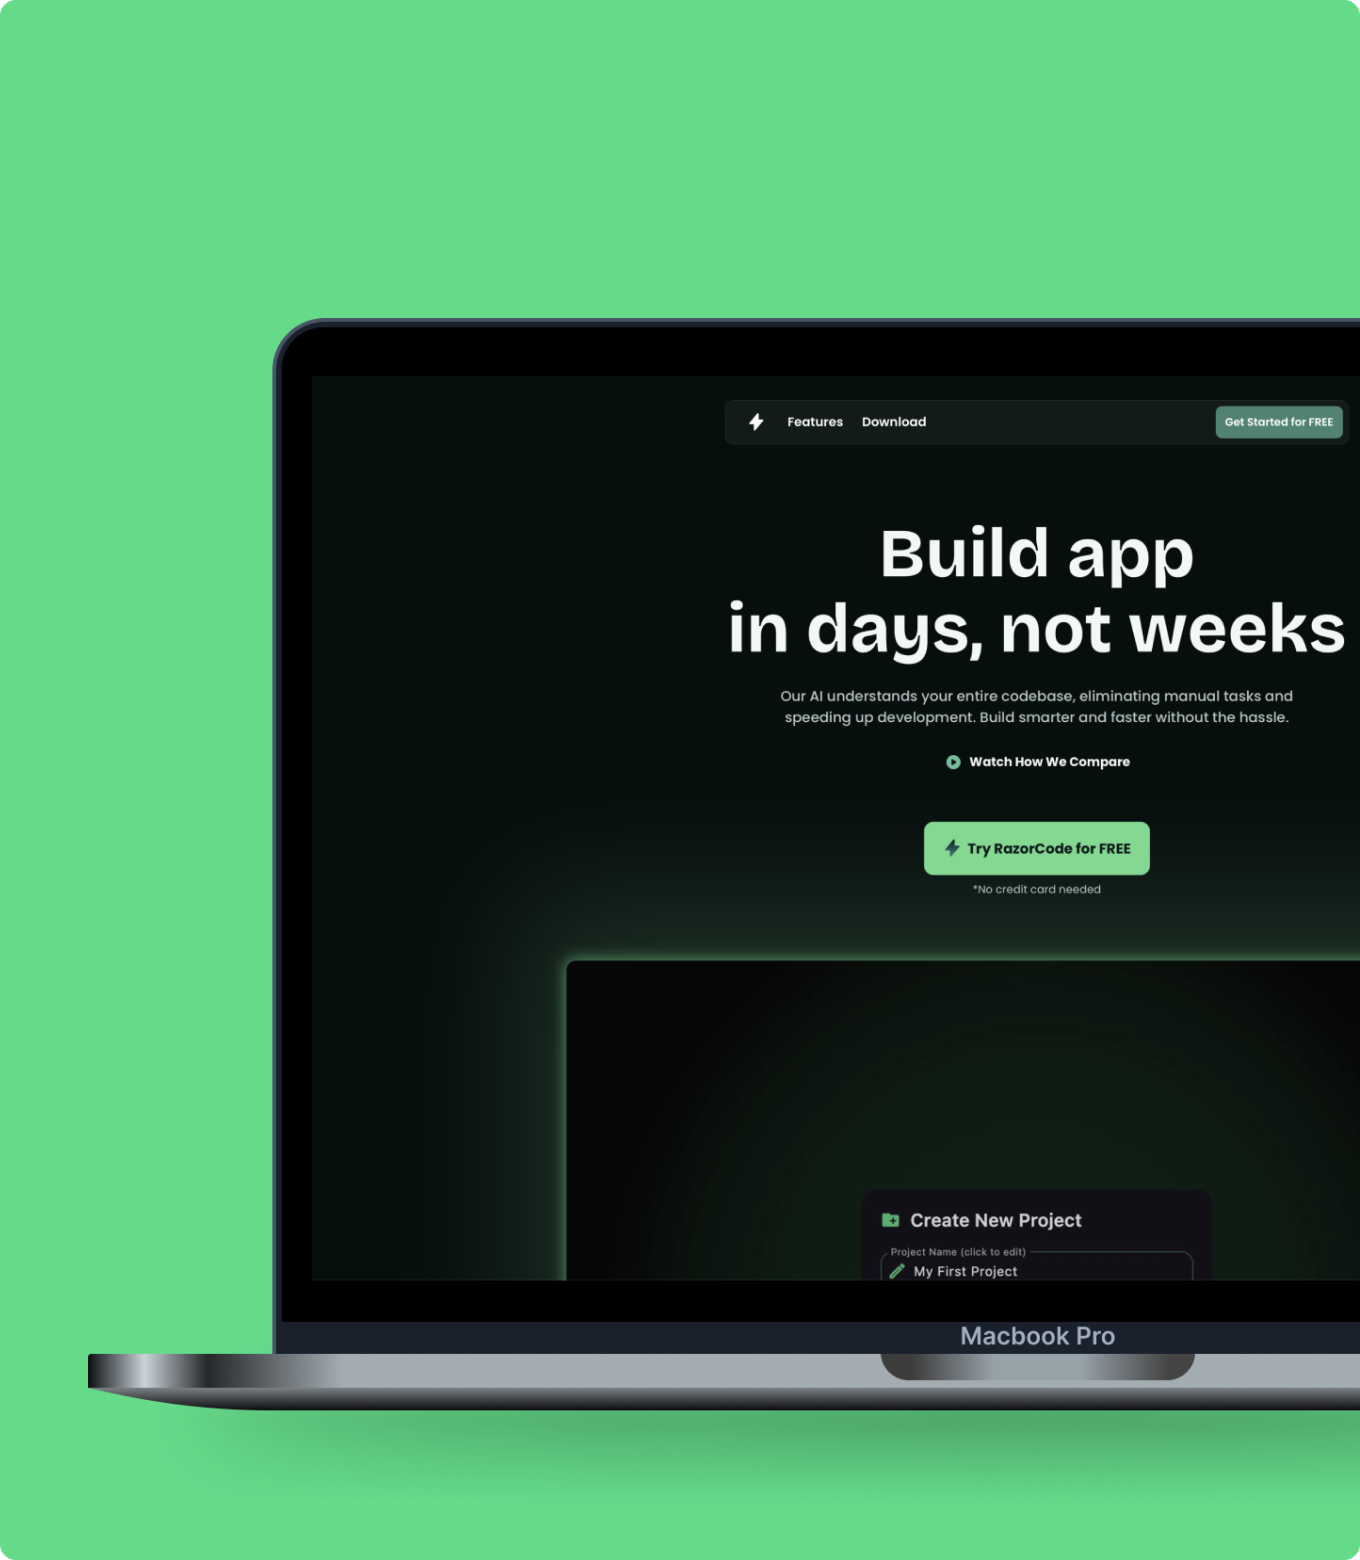 Features Download Get Started for FREE
Build app
in days, not weeks
Our AI understands your entire codebase, eliminating manual tasks and
speeding up development. Build smarter and faster without the hassle.
Watch How We Compare
Try RazorCode for FREE
*No credit card needed
Create New Project
Project Name (click to edit)
My First Project
Macbook Pro